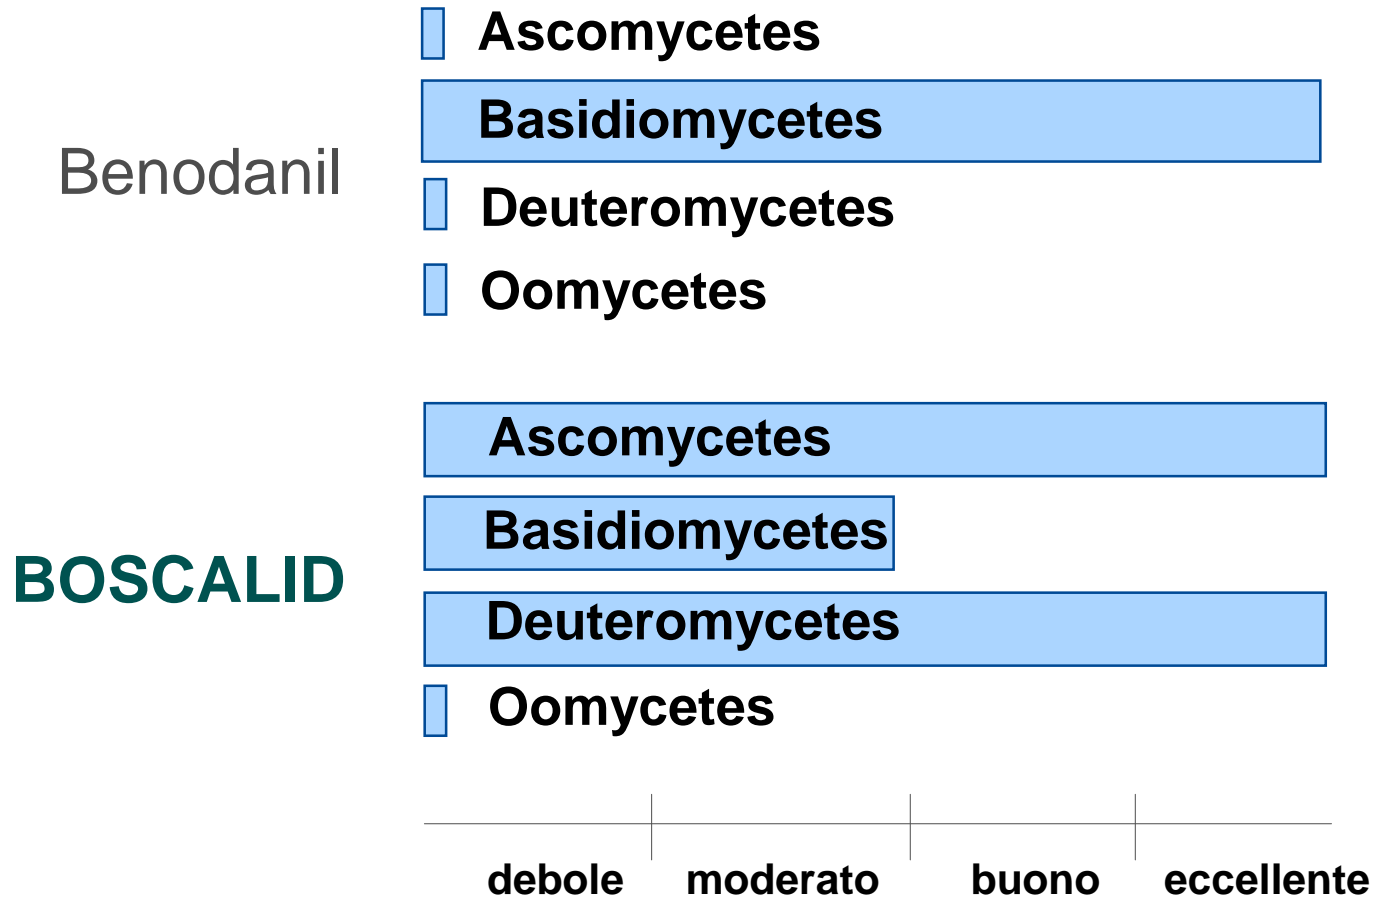 Ascomycetes
Basidiomycetes
Benodanil
Deuteromycetes
Oomycetes
Ascomycetes
Basidiomycetes
BOSCALID
Deuteromycetes
Oomycetes
debole moderato buono eccellente